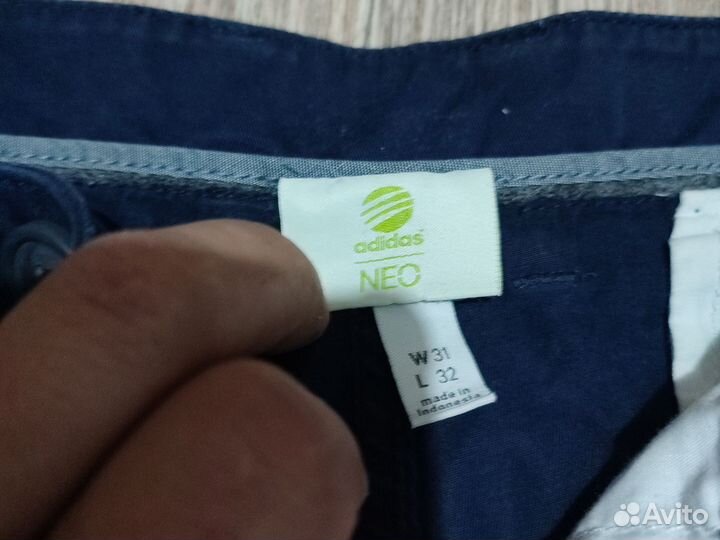 adidas
NEO
W 31
L 32
made in
Indonesia
Avito